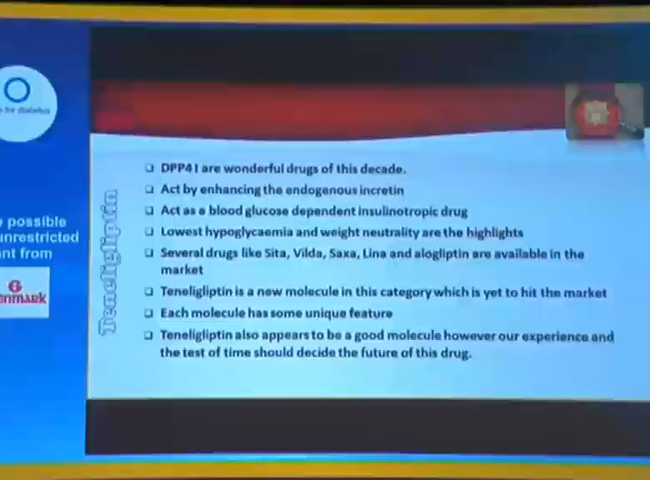 for diabetes
possible
unrestricted
nt from
G
enmark
Teneligliptin
DPP4I are wonderful drugs of this decade.
Act by enhancing the endogenous incretin
Act as a blood glucose dependent insulinotropic drug
Lowest hypoglycaemia and weight neutrality are the highlights
Several drugs like Sita, Vilda, Saxa, Lina and alogliptin are available in the
market
Teneligliptin is a new molecule in this category which is yet to hit the market
Each molecule has some unique feature
Teneligliptin also appears to be a good molecule however our experience and
the test of time should decide the future of this drug.